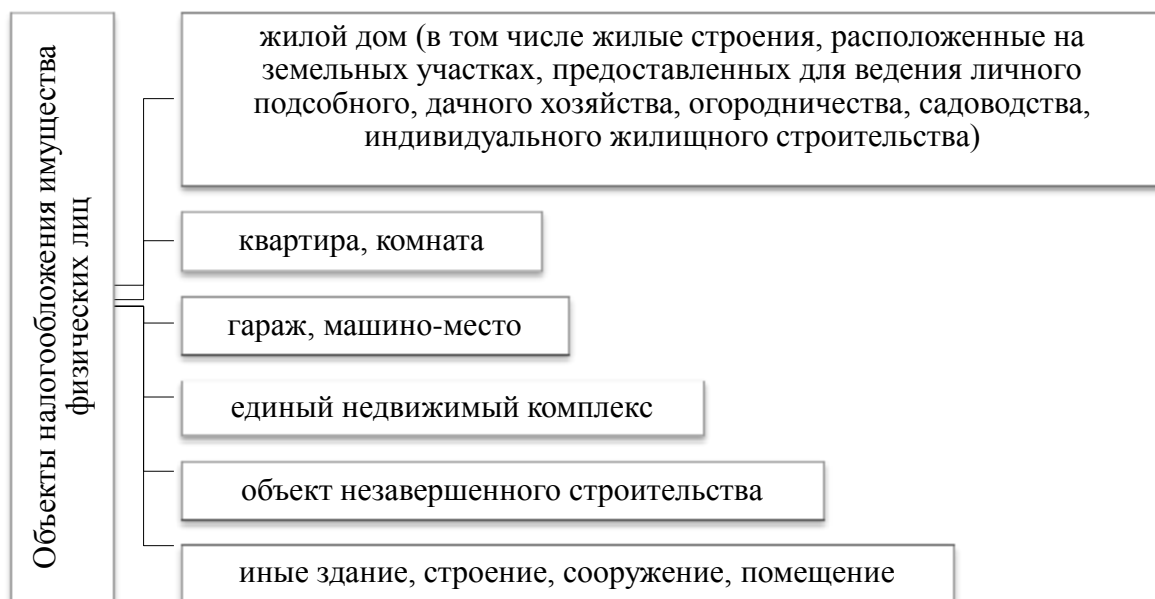 Объекты налогообложения имущества
физических лиц
жилой дом (в том числе жилые строения, расположенные на
земельных участках, предоставленных для ведения личного
подсобного, дачного хозяйства, огородничества, садоводства,
индивидуального жилищного строительства)
квартира, комната
гараж, машино-место
единый недвижимый комплекс
объект незавершенного строительства
иные здание, строение, сооружение, помещение